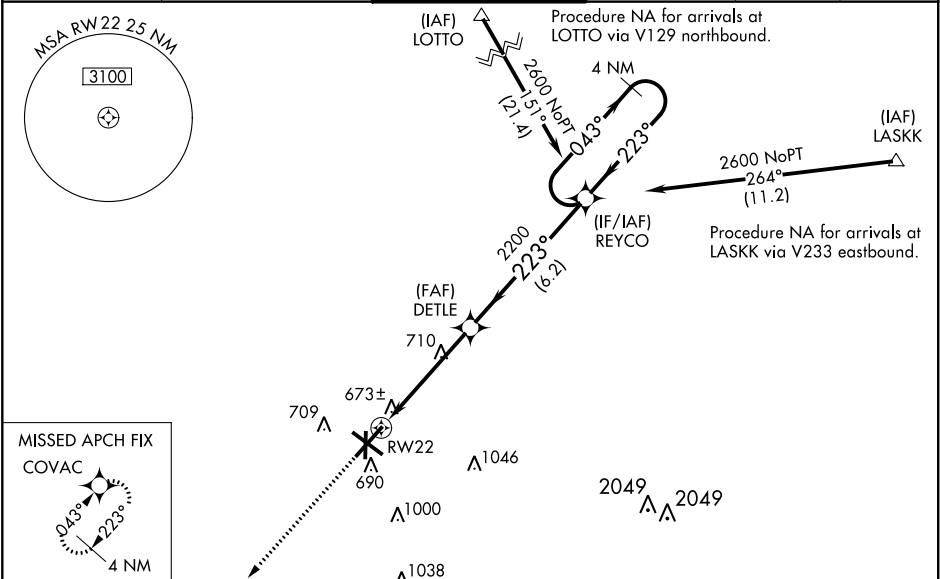 MSA RW22 25 NM
3100
(IAF)
LOTTO
Procedure NA for arrivals at
LOTTO via V129 northbound.
2600 NoPT
151°
(21.4)
4 NM
043°
223°
(IAF)
LASKK
2600 NoPT
264°
(11.2)
(IF/IAF)
REYCO
Procedure NA for arrivals at
LASKK via V233 eastbound.
2200
223°
(6.2)
(FAF)
DETLE
710
673±
709
RW22
690
1046
1000
2049
2049
1038
MISSED APCH FIX
COVAC
043°
223°
4 NM